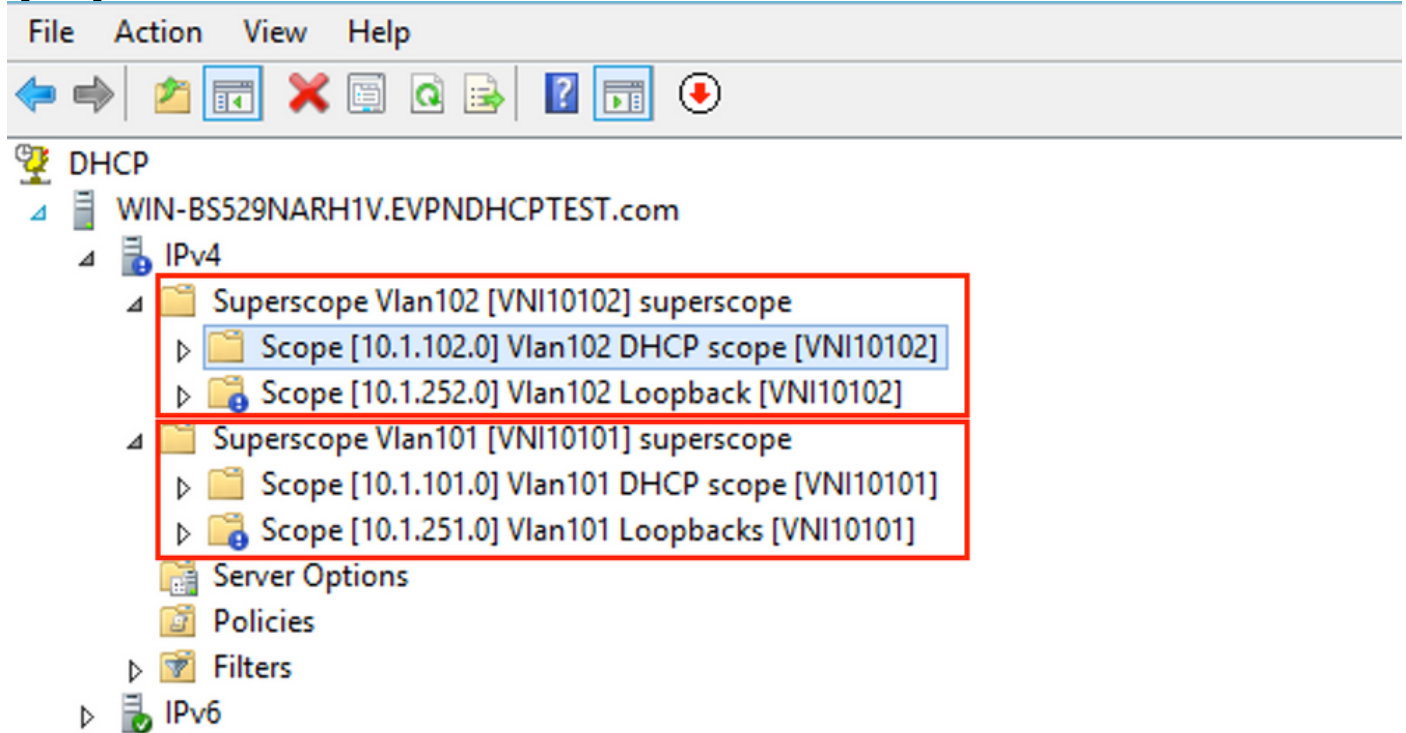 File Action View Help
DHCP
WIN-BS529NARH1V.EVPNDHCPTEST.com
IPv4
Superscope Vlan102 [VNI10102] superscope
Scope [10.1.102.0] Vlan102 DHCP scope [VNI10102]
Scope [10.1.252.0] Vlan102 Loopback [VNI10102]
Superscope Vlan101 [VNI10101] superscope
Scope [10.1.101.0] Vlan101 DHCP scope [VNI10101]
Scope [10.1.251.0] Vlan101 Loopbacks [VNI10101]
Server Options
Policies
Filters
IPv6